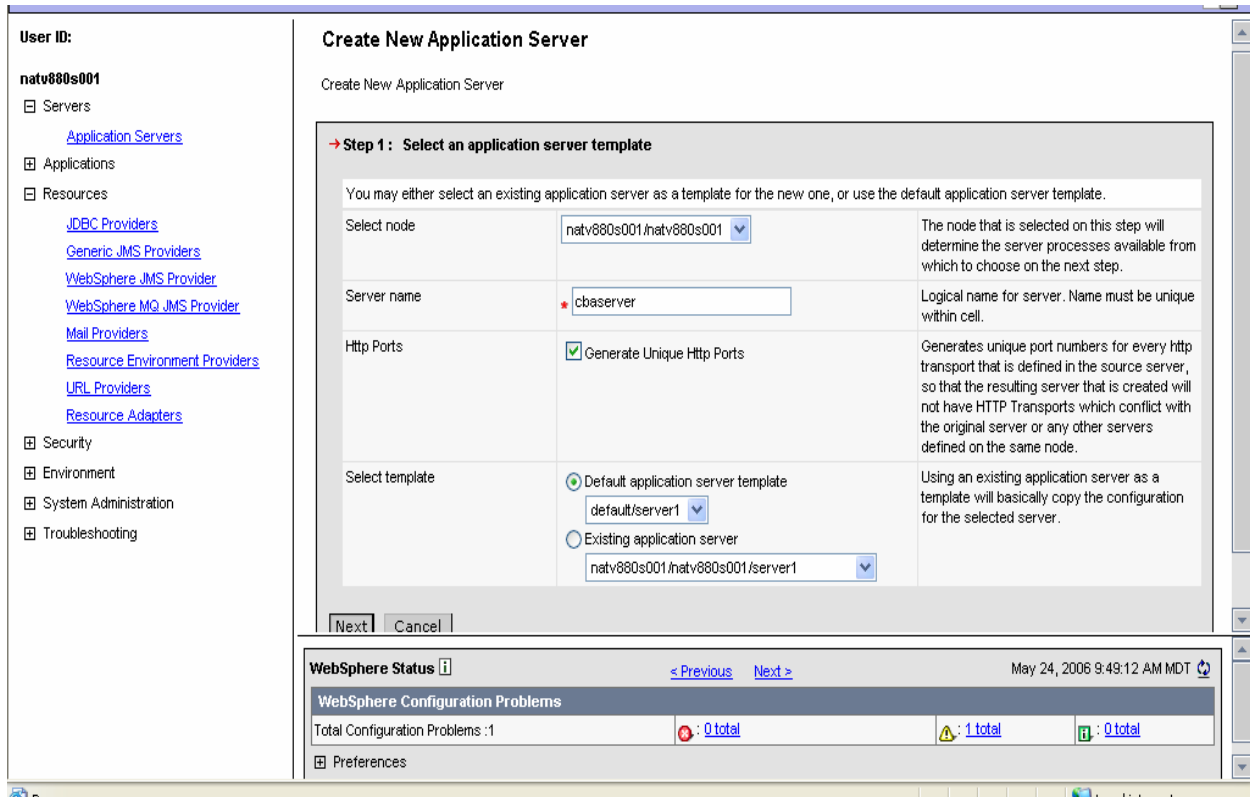 User ID:
natv880s001
Servers
Application Servers
Applications
Resources
JDBC Providers
Generic JMS Providers
WebSphere JMS Provider
WebSphere MQ JMS Provider
Mail Providers
Resource Environment Providers
URL Providers
Resource Adapters
Security
Environment
System Administration
Troubleshooting
Create New Application Server
Create New Application Server
Step 1 : Select an application server template
You may either select an existing application server as a template for the new one, or use the default application server template.
Select node
natv880s001/natv880s001
The node that is selected on this step will
determine the server processes available from
which to choose on the next step.
Server name
* cbaserver
Logical name for server. Name must be unique
within cell.
Http Ports
Generate Unique Http Ports
Generates unique port numbers for every http
transport that is defined in the source server,
so that the resulting server that is created will
not have HTTP Transports which conflict with
the original server or any other servers
defined on the same node.
Select template
Default application server template
default/server1
Existing application server
natv880s001/natv880s001/server1
Using an existing application server as a
template will basically copy the configuration
for the selected server.
Next Cancel
WebSphere Status i < Previous Next > May 24, 2006 9:49:12 AM MDT
WebSphere Configuration Problems
Total Configuration Problems :1 : 0 total : 1 total : 0 total
Preferences